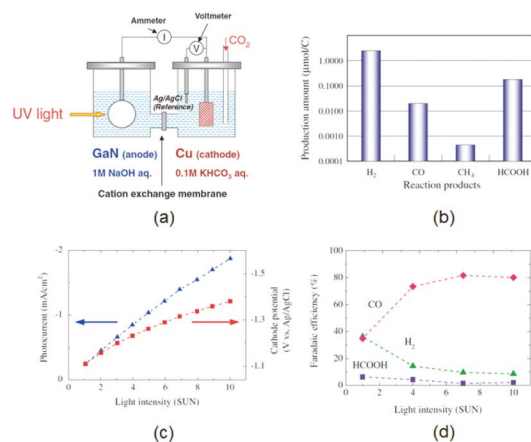 Ammeter
Voltmeter
I
V
CO2
Ag/AgCl
(Reference)
UV light
GaN (anode)
Cu (cathode)
1M NaOH aq.
0.1M KHCO3 aq.
Cation exchange membrane
(a)
Production amount (μmol/C)
1.0000
0.1000
0.0100
0.0010
0.0001
H2
CO
CH4
HCOOH
Reaction products
(b)
Photocurrent (mA/cm2)
-2
-1
0
Cathode potential
(V vs. Ag/AgCl)
-1.5
-1.3
-1.1
0
2
4
6
8
10
Light intensity (SUN)
(c)
Faradaic efficiency
(%)
100
80
60
40
20
0
CO
H2
HCOOH
0
2
4
6
8
10
Light intensity (SUN)
(d)